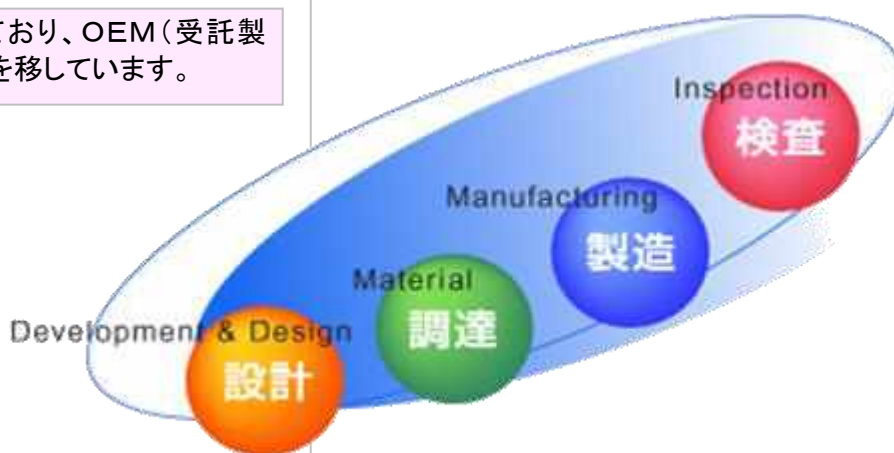 ており、OEM(受託製
を移しています。
Inspection
検査
Manufacturing
製造
Material
調達
Development & Design
設計